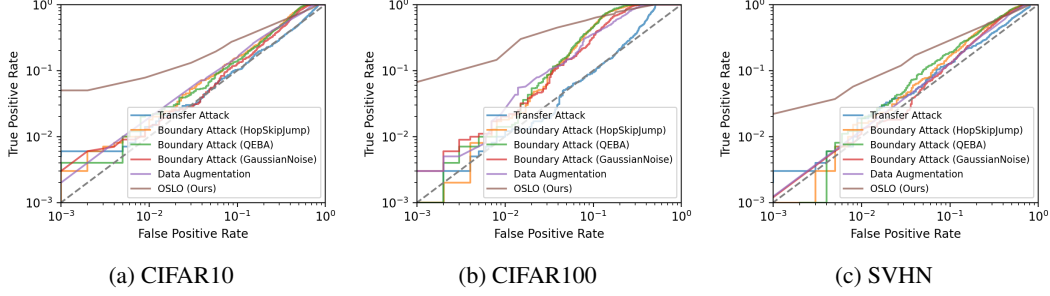 10⁰
10⁻¹
10⁻²
10⁻³
True Positive Rate
Transfer Attack
Boundary Attack (HopSkipJump)
Boundary Attack (QEBA)
Boundary Attack (GaussianNoise)
Data Augmentation
OSLO (Ours)
10⁻³ 10⁻² 10⁻¹ 10⁰
False Positive Rate
(a) CIFAR10
10⁰
10⁻¹
10⁻²
10⁻³
True Positive Rate
Transfer Attack
Boundary Attack (HopSkipJump)
Boundary Attack (QEBA)
Boundary Attack (GaussianNoise)
Data Augmentation
OSLO (Ours)
10⁻³ 10⁻² 10⁻¹ 10⁰
False Positive Rate
(b) CIFAR100
10⁰
10⁻¹
10⁻²
10⁻³
True Positive Rate
Transfer Attack
Boundary Attack (HopSkipJump)
Boundary Attack (QEBA)
Boundary Attack (GaussianNoise)
Data Augmentation
OSLO (Ours)
10⁻³ 10⁻² 10⁻¹ 10⁰
False Positive Rate
(c) SVHN